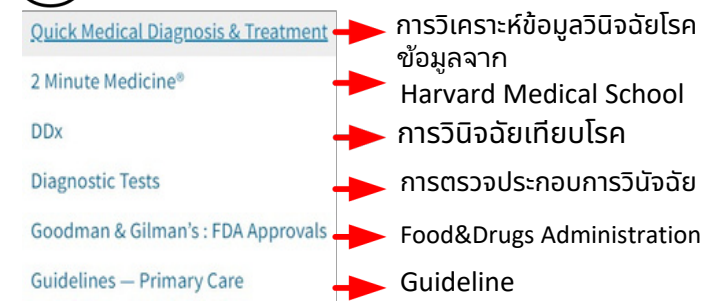 Quick Medical Diagnosis & Treatment
การวิเคราะห์ข้อมูลวินิจฉัยโรค
ข้อมูลจาก
2 Minute Medicine®
Harvard Medical School
DDx
การวินิจฉัยเทียบโรค
Diagnostic Tests
การตรวจประกอบการวินัจฉัย
Goodman & Gilman's : FDA Approvals
Food&Drugs Administration
Guidelines — Primary Care
Guideline